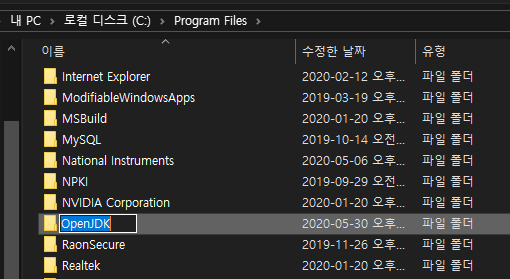 내 PC > 로컬 디스크 (C:) > Program Files >
이름 수정한 날짜 유형
Internet Explorer 2020-02-12 오후... 파일 폴더
ModifiableWindowsApps 2019-03-19 오후... 파일 폴더
MSBuild 2020-01-20 오후... 파일 폴더
MySQL 2019-10-14 오전... 파일 폴더
National Instruments 2020-05-06 오후... 파일 폴더
NPKI 2019-09-29 오전... 파일 폴더
NVIDIA Corporation 2020-01-20 오후... 파일 폴더
OpenJDK 2020-05-30 오후... 파일 폴더
RaonSecure 2019-11-26 오후... 파일 폴더
Realtek 2020-01-20 오후... 파일 폴더